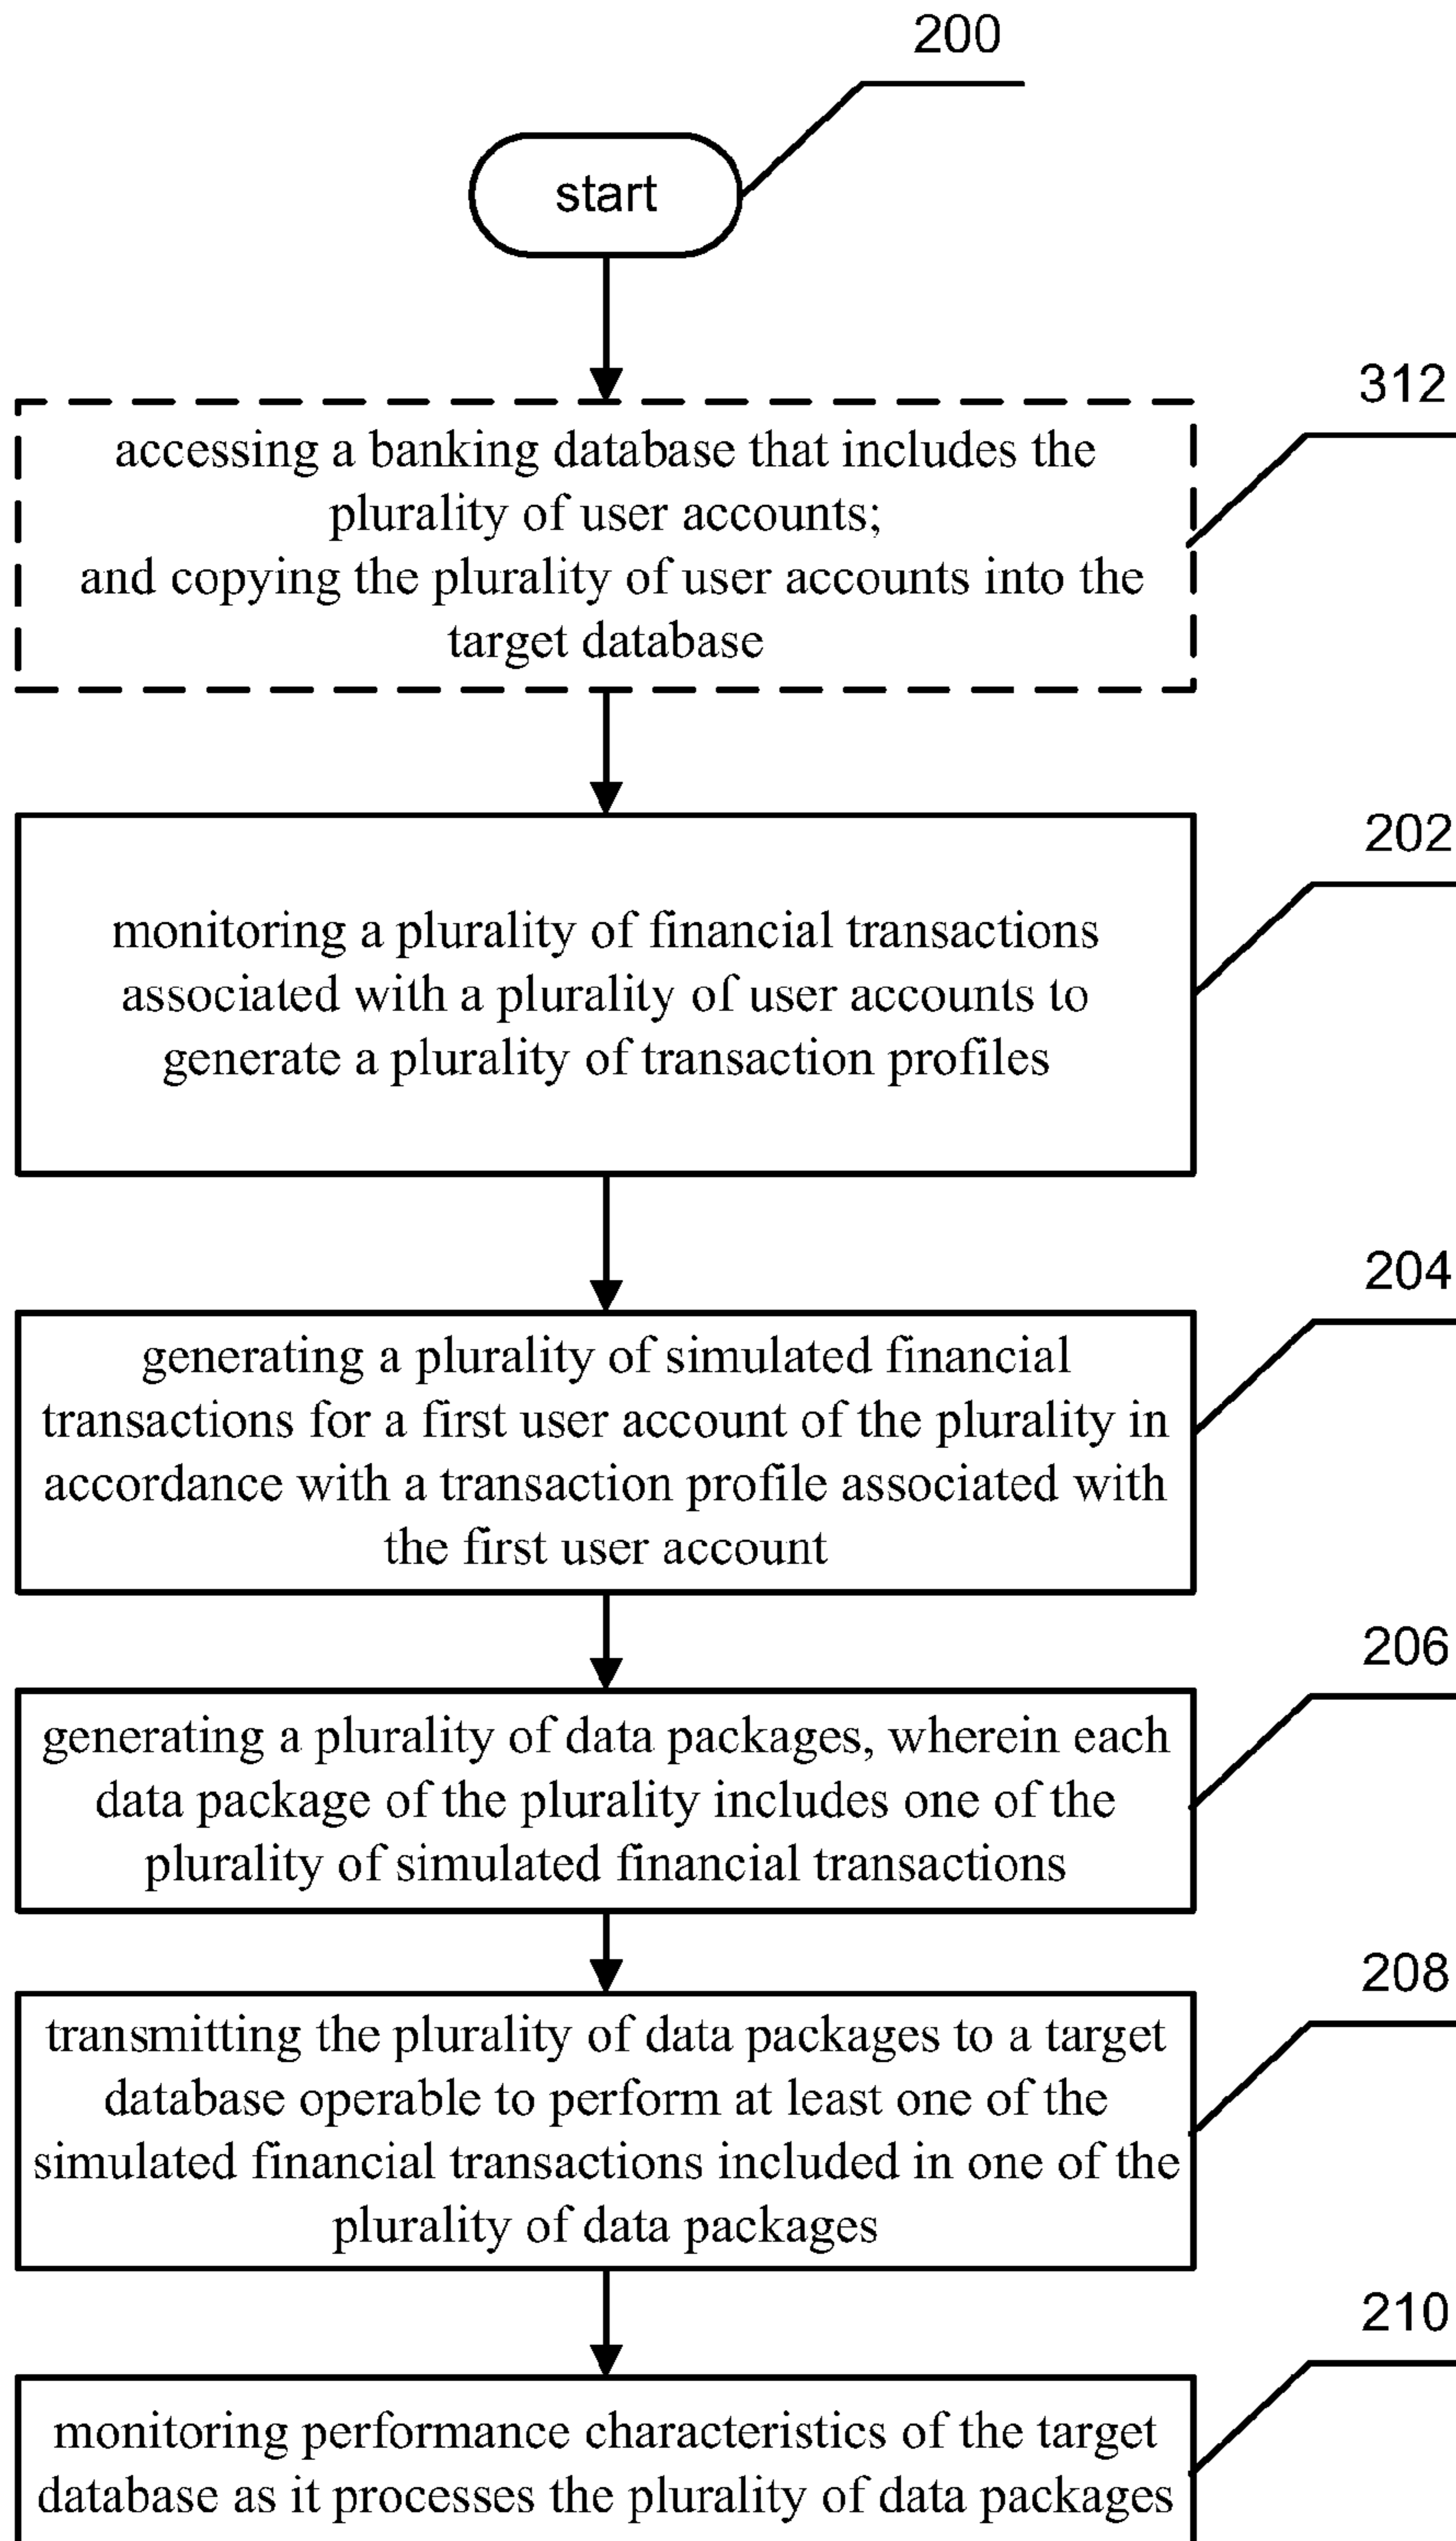 200
start
312
accessing a banking database that includes the
plurality of user accounts;
and copying the plurality of user accounts into the
target database
202
monitoring a plurality of financial transactions
associated with a plurality of user accounts to
generate a plurality of transaction profiles
204
generating a plurality of simulated financial
transactions for a first user account of the plurality in
accordance with a transaction profile associated with
the first user account
206
generating a plurality of data packages, wherein each
data package of the plurality includes one of the
plurality of simulated financial transactions
208
transmitting the plurality of data packages to a target
database operable to perform at least one of the
simulated financial transactions included in one of the
plurality of data packages
210
monitoring performance characteristics of the target
database as it processes the plurality of data packages